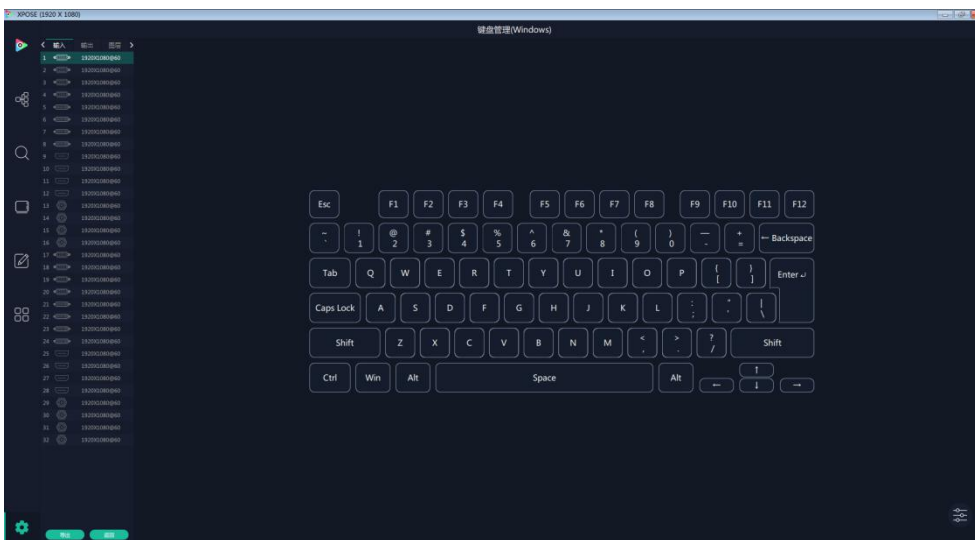 XPOSE (1920 X 1080)
键盘管理(Windows)
输入 输出 图层
1 1920X1080@60
2 1920X1080@60
3 1920X1080@60
4 1920X1080@60
5 1920X1080@60
6 1920X1080@60
7 1920X1080@60
8 1920X1080@60
9 1920X1080@60
10 1920X1080@60
11 1920X1080@60
12 1920X1080@60
13 1920X1080@60
14 1920X1080@60
15 1920X1080@60
16 1920X1080@60
17 1920X1080@60
18 1920X1080@60
19 1920X1080@60
20 1920X1080@60
21 1920X1080@60
22 1920X1080@60
23 1920X1080@60
24 1920X1080@60
25 1920X1080@60
26 1920X1080@60
27 1920X1080@60
28 1920X1080@60
29 1920X1080@60
30 1920X1080@60
31 1920X1080@60
32 1920X1080@60
Esc F1 F2 F3 F4 F5 F6 F7 F8 F9 F10 F11 F12
~ ! @ # $ % ^ & * ( ) — +
` 1 2 3 4 5 6 7 8 9 0 - = ← Backspace
Tab Q W E R T Y U I O P { [ } ] Enter ↵
Caps Lock A S D F G H J K L : ; " ' | \
Shift Z X C V B N M < , > . ? / Shift
Ctrl Win Alt Space Alt ← ↑ ↓ →
导出 返回